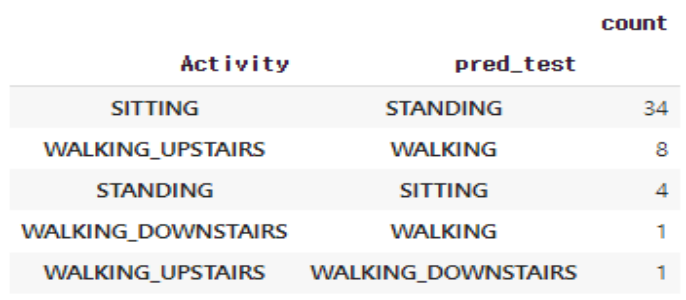 count
Activity pred_test
SITTING STANDING 34
WALKING_UPSTAIRS WALKING 8
STANDING SITTING 4
WALKING_DOWNSTAIRS WALKING 1
WALKING_UPSTAIRS WALKING_DOWNSTAIRS 1